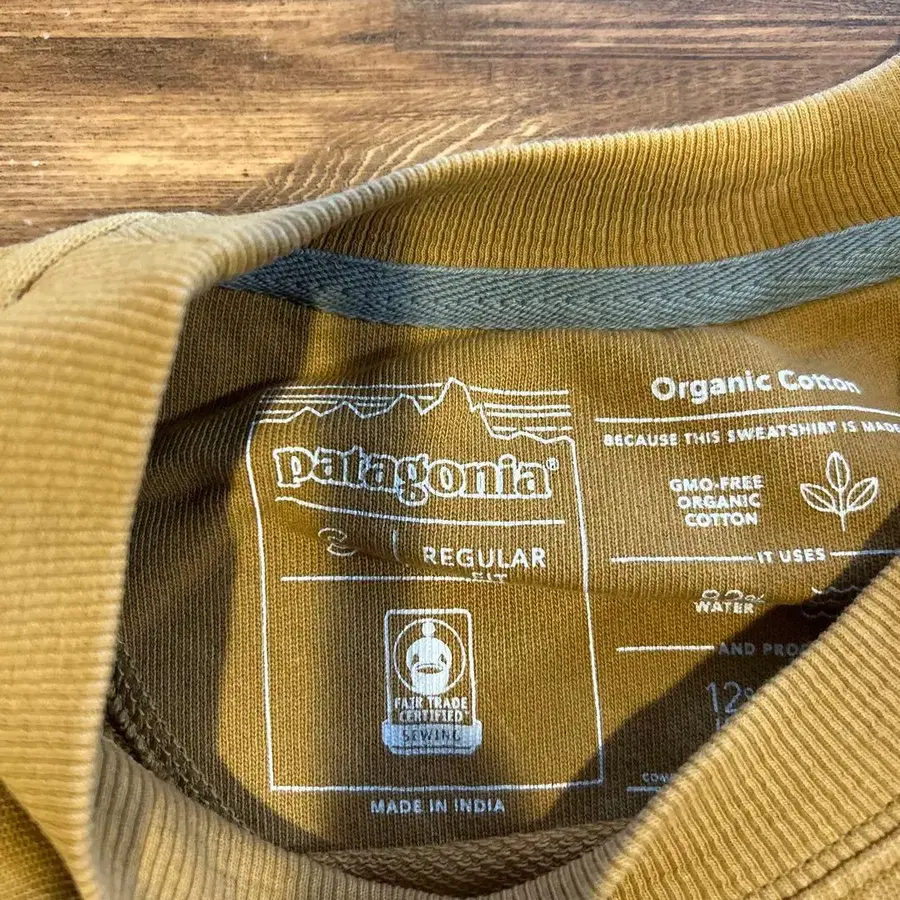 patagonia®
REGULAR
FIT
FAIR TRADE
CERTIFIED
SEWING
MADE IN INDIA
Organic Cotton
BECAUSE THIS SWEATSHIRT IS MADE
GMO-FREE
ORGANIC
COTTON
IT USES
WATER
AND